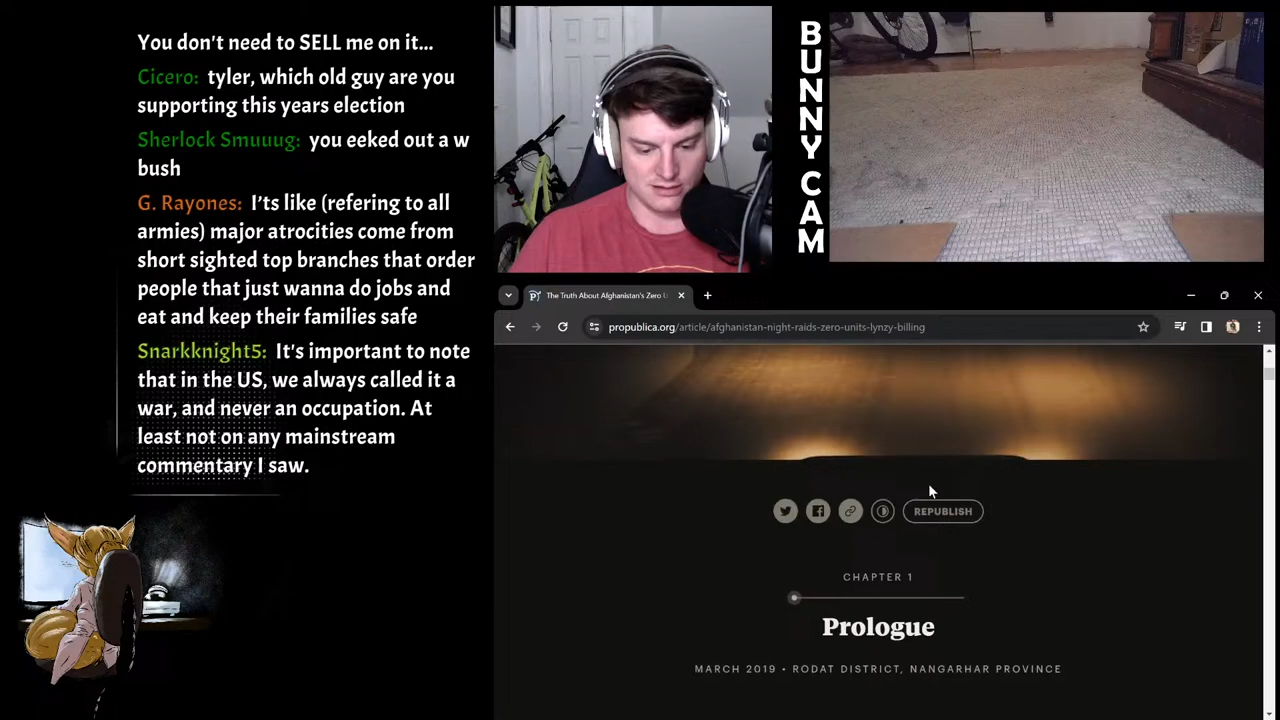 You don't need to SELL me on it...
Cicero: tyler, which old guy are you
supporting this years election
Sherlock Smuuug: you eeked out a w
bush
G. Rayones: I'ts like (refering to all
armies) major atrocities come from
short sighted top branches that order
people that just wanna do jobs and
eat and keep their families safe
Snarkknight5: It's important to note
that in the US, we always called it a
war, and never an occupation. At
least not on any mainstream
commentary I saw.
BUNNY CAM
The Truth About Afghanistan's Zero U
propublica.org/article/afghanistan-night-raids-zero-units-lynzy-billing
REPUBLISH
CHAPTER 1
Prologue
MARCH 2019 • RODAT DISTRICT, NANGARHAR PROVINCE